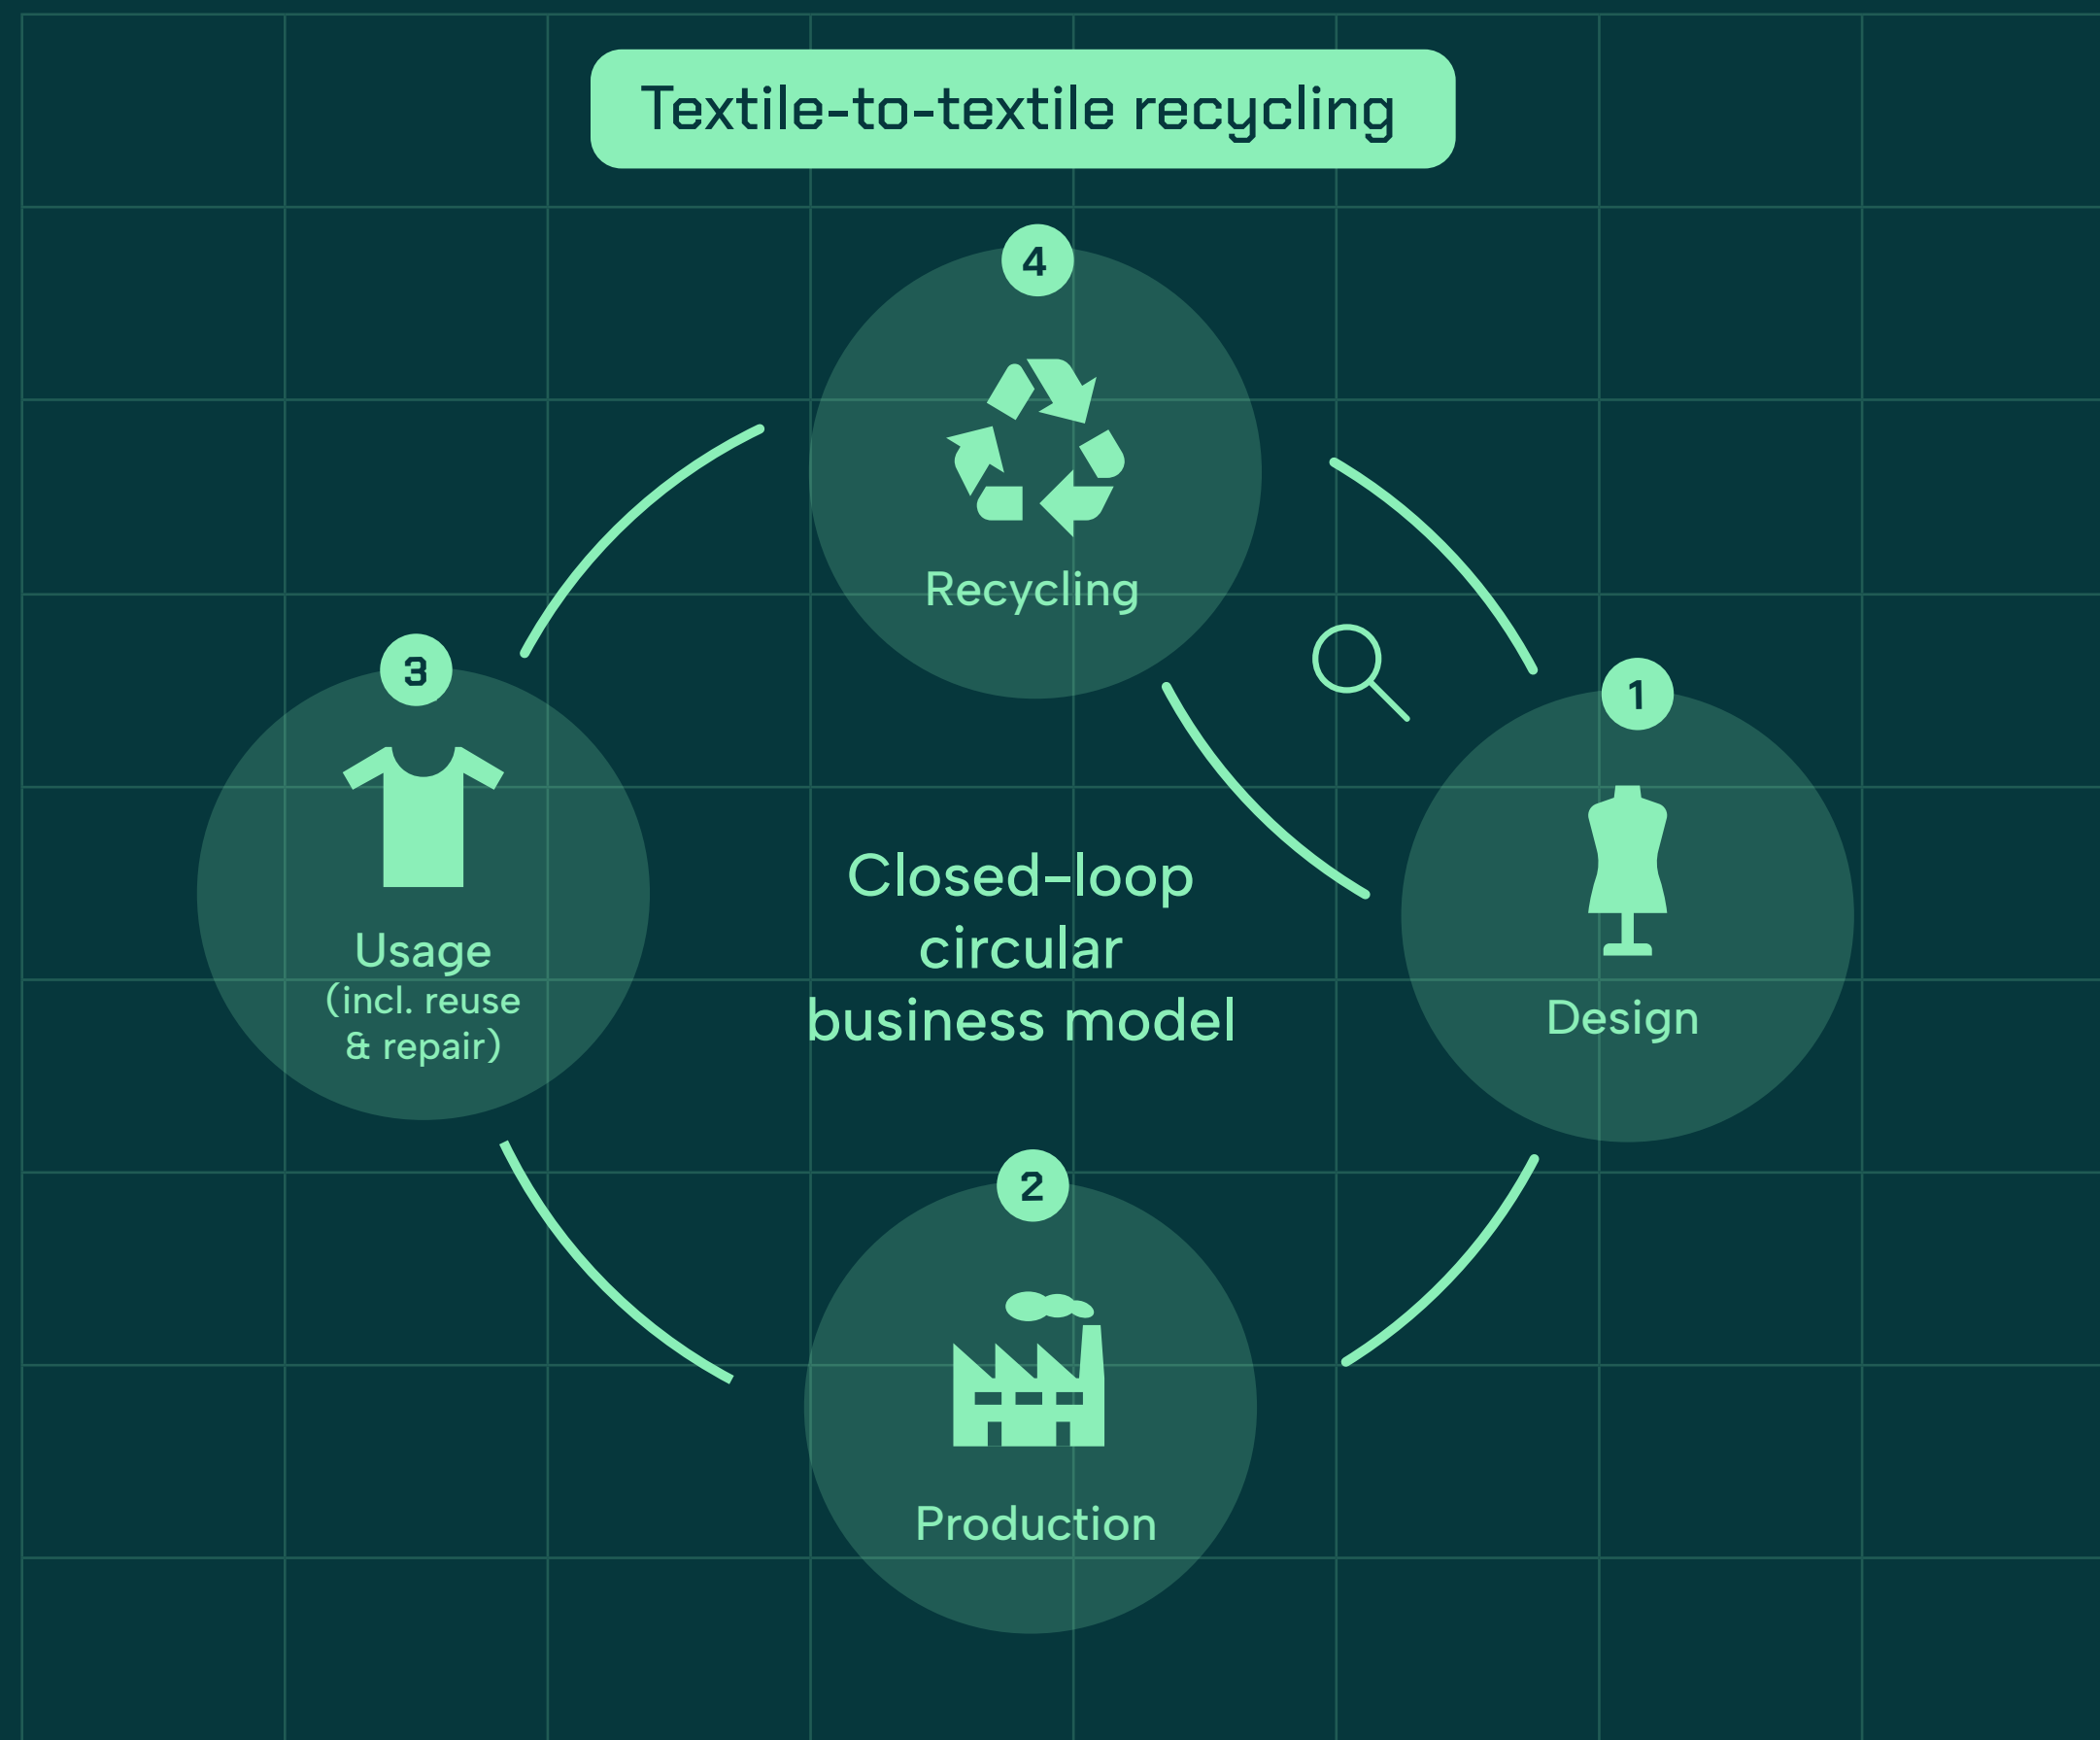 Textile-to-textile recycling
4
Recycling
3
Usage
(incl. reuse
& repair)
Closed-loop
circular
business model
1
Design
2
Production